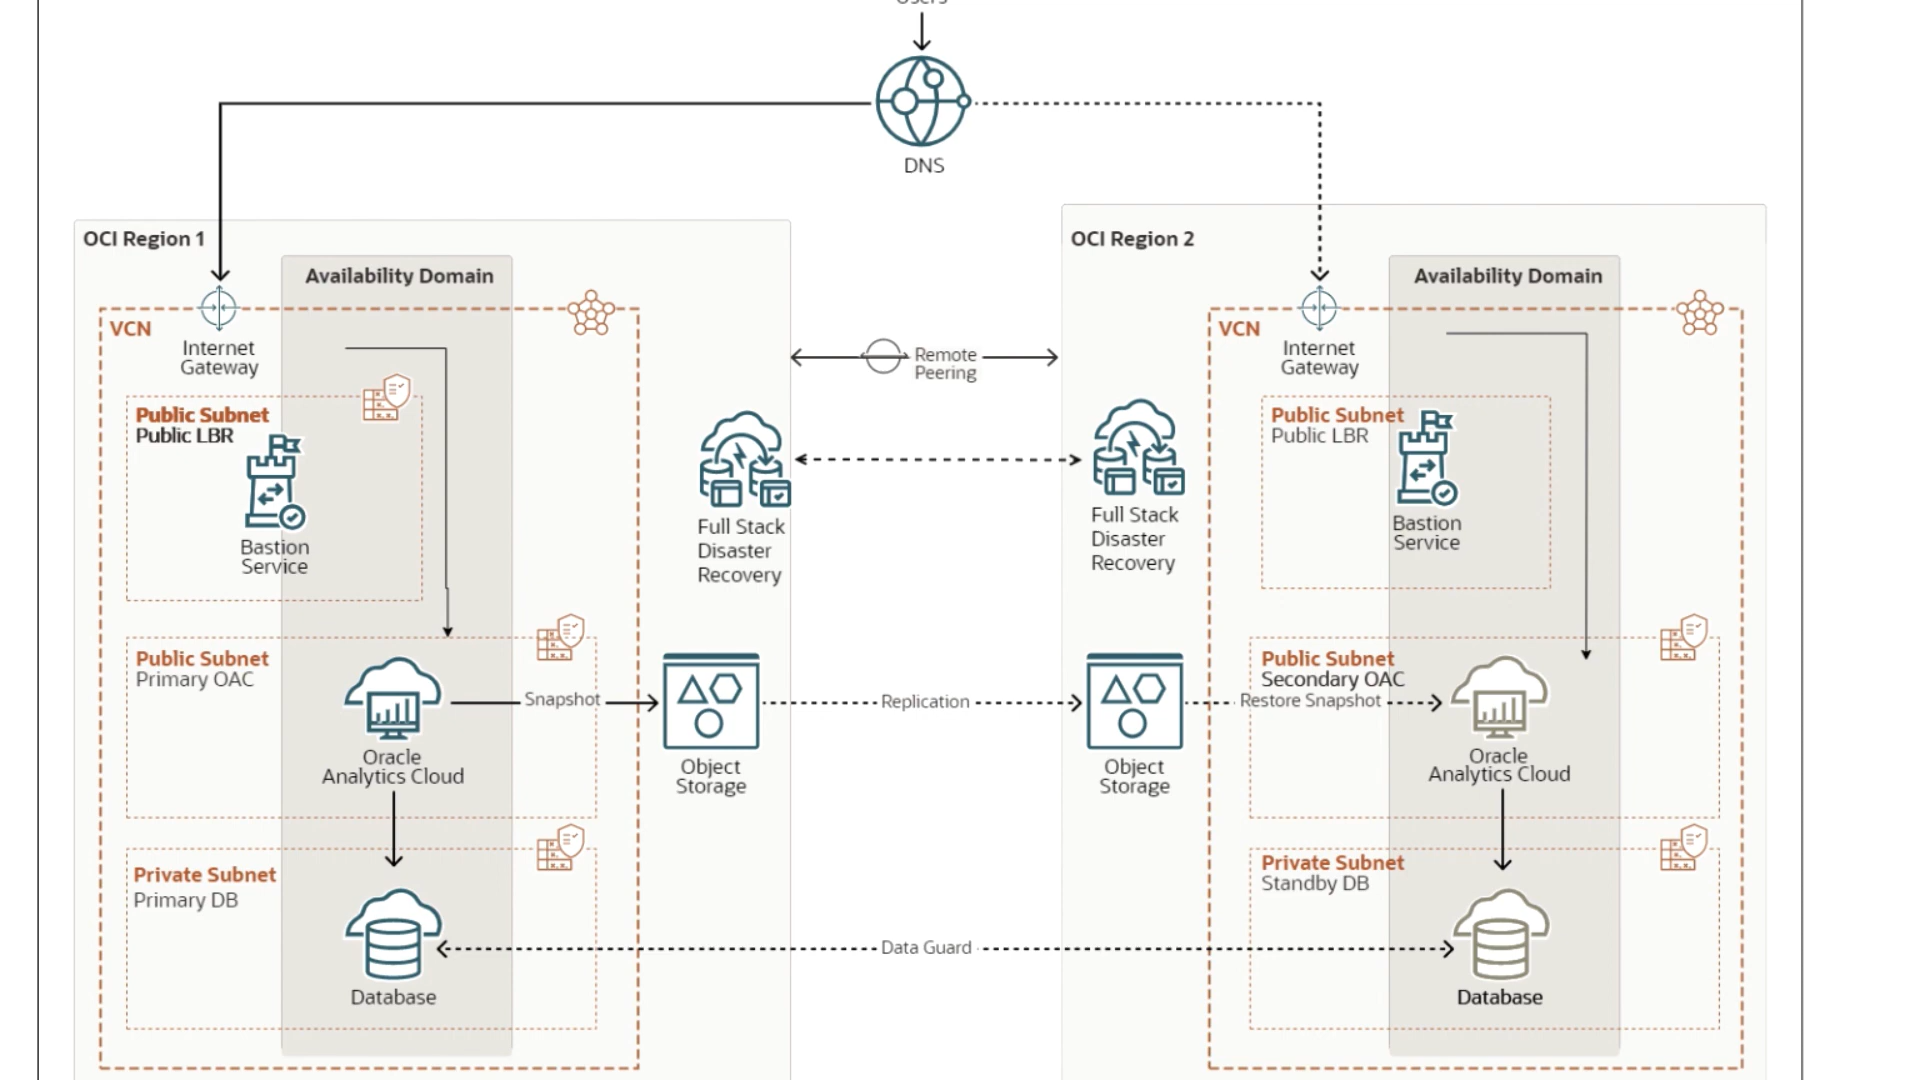 Users
DNS
OCI Region 1
Availability Domain
VCN
Internet
Gateway
Public Subnet
Public LBR
Bastion
Service
Public Subnet
Primary OAC
Oracle
Analytics Cloud
Snapshot
Private Subnet
Primary DB
Database
Full Stack
Disaster
Recovery
Object
Storage
Remote
Peering
Replication
Data Guard
OCI Region 2
Availability Domain
VCN
Internet
Gateway
Full Stack
Disaster
Recovery
Object
Storage
Public Subnet
Public LBR
Bastion
Service
Public Subnet
Secondary OAC
Restore Snapshot
Oracle
Analytics Cloud
Private Subnet
Standby DB
Database